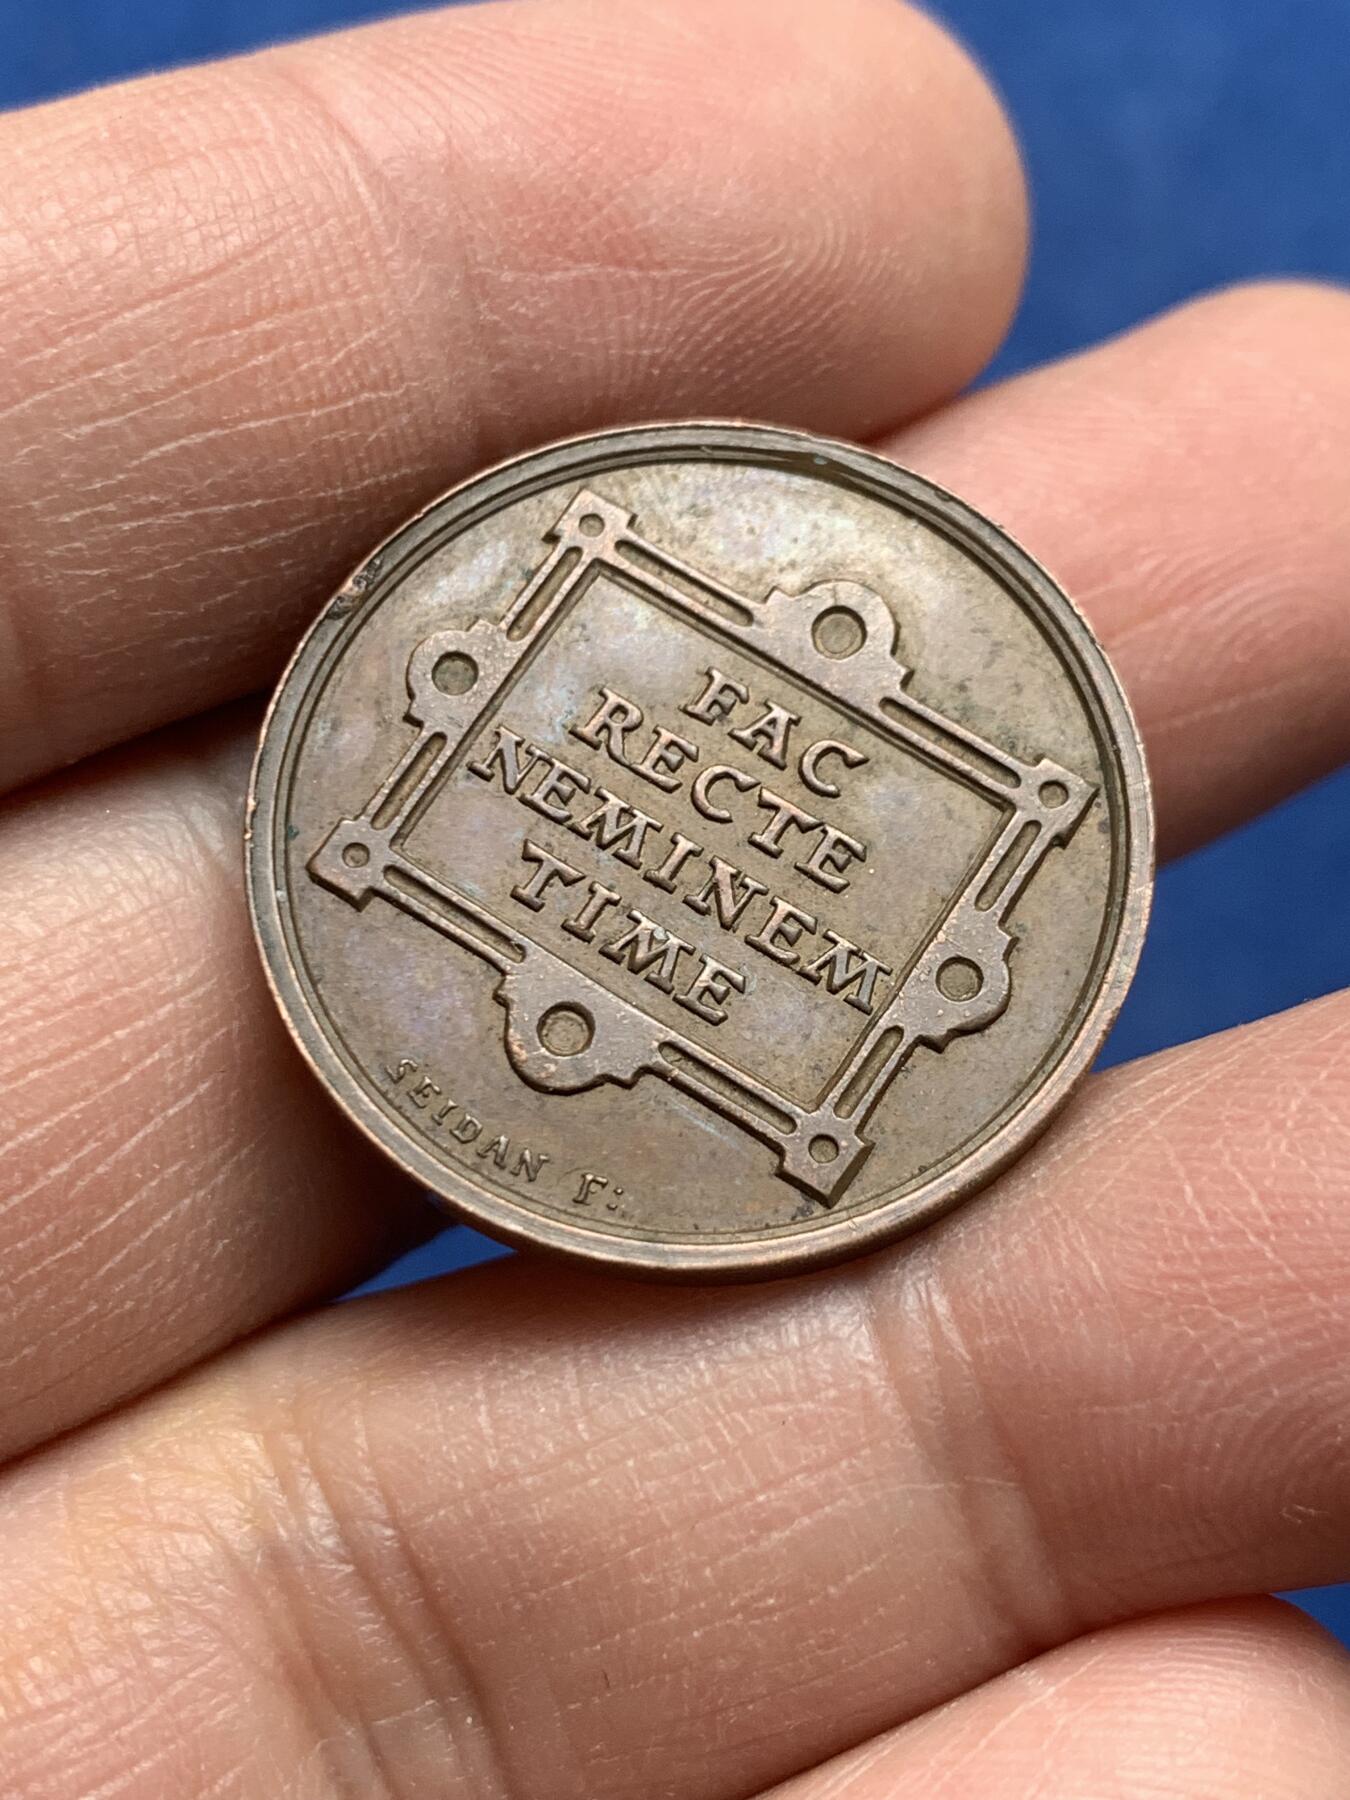 FAC
RECTE
NEMINEM
TIME
SEIDAN F: